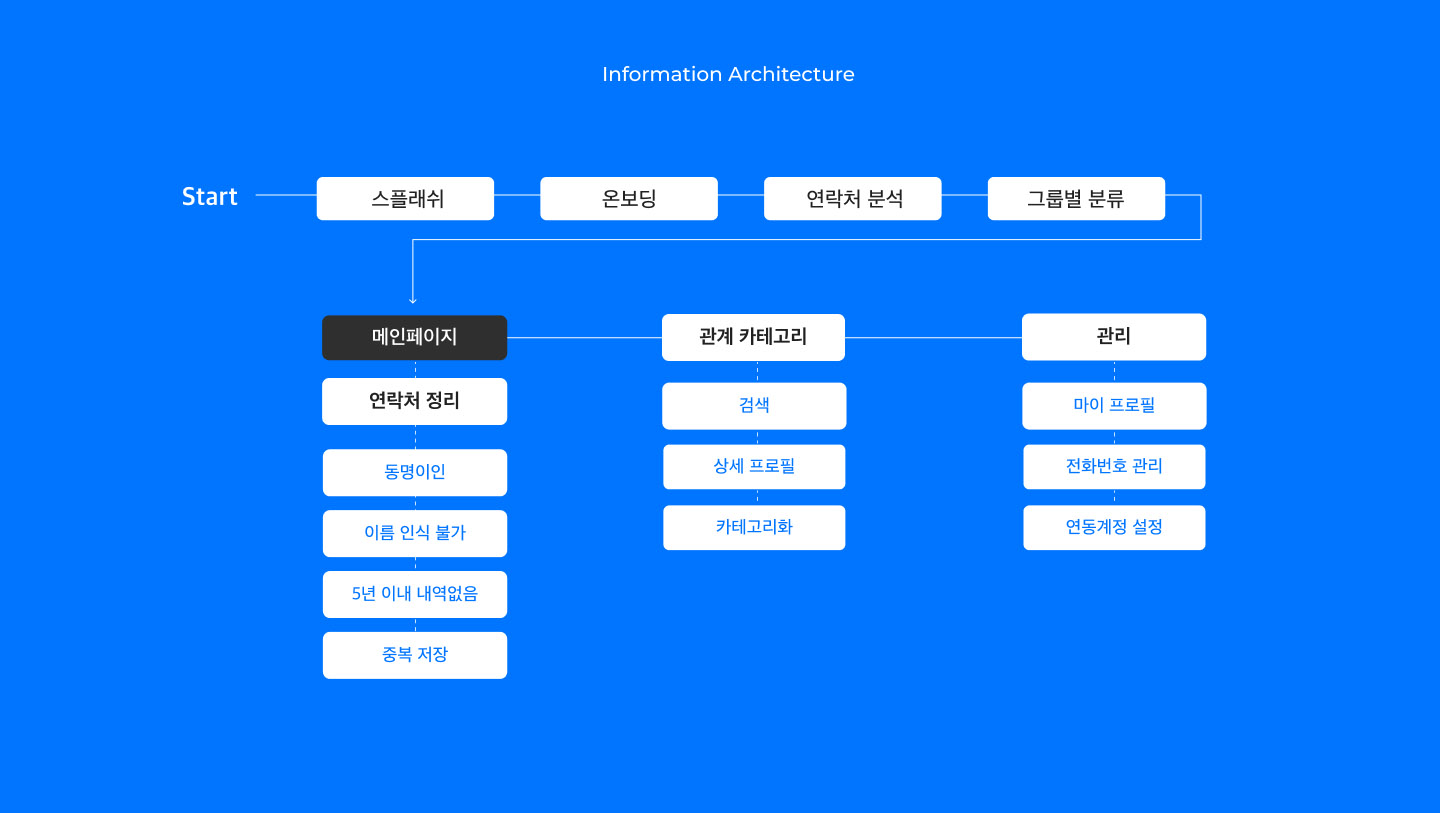 Information Architecture
Start
스플래쉬
온보딩
연락처 분석
그룹별 분류
메인페이지
연락처 정리
동명이인
이름 인식 불가
5년 이내 내역없음
중복 저장
관계 카테고리
검색
상세 프로필
카테고리화
관리
마이 프로필
전화번호 관리
연동계정 설정